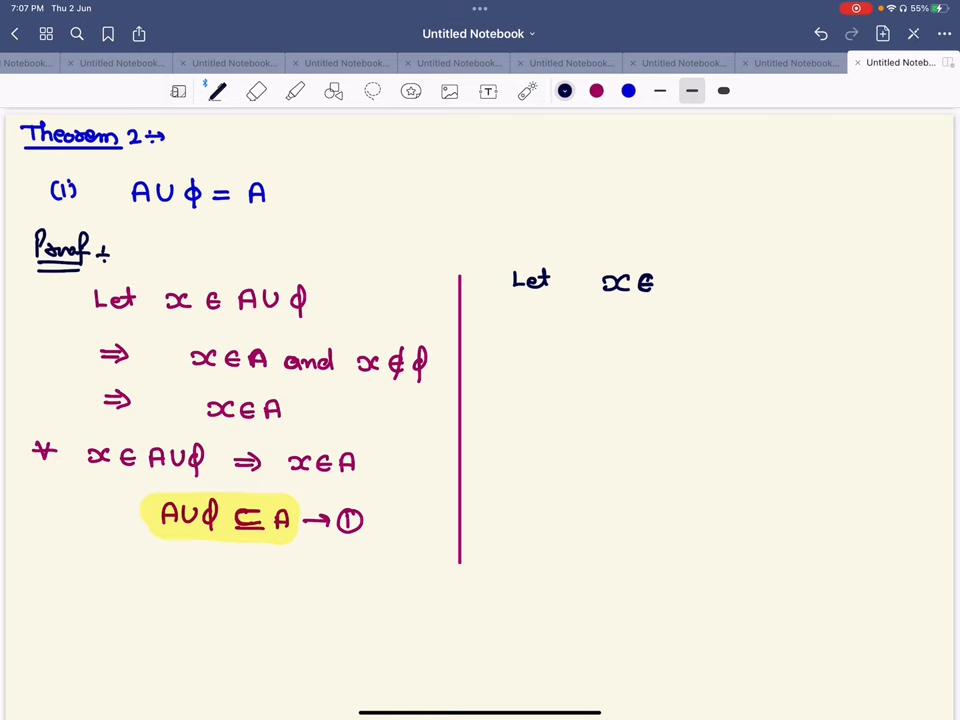 7:07 PM Thu 2 Jun
55%
Untitled Notebook
Notebook...
Untitled Notebook...
Untitled Notebook...
Untitled Notebook...
Untitled Notebook...
Untitled Notebook...
Untitled Notebook...
Untitled Notebook...
Untitled Noteb...
Theorem 2 :→
(1) A∪ϕ = A
Proof ÷
Let x ∈ A∪ϕ
⇒ x∈A and x∉ϕ
⇒ x∈A
∀ x∈A∪ϕ ⇒ x∈A
A∪ϕ ⊆ A → ①
Let x∈